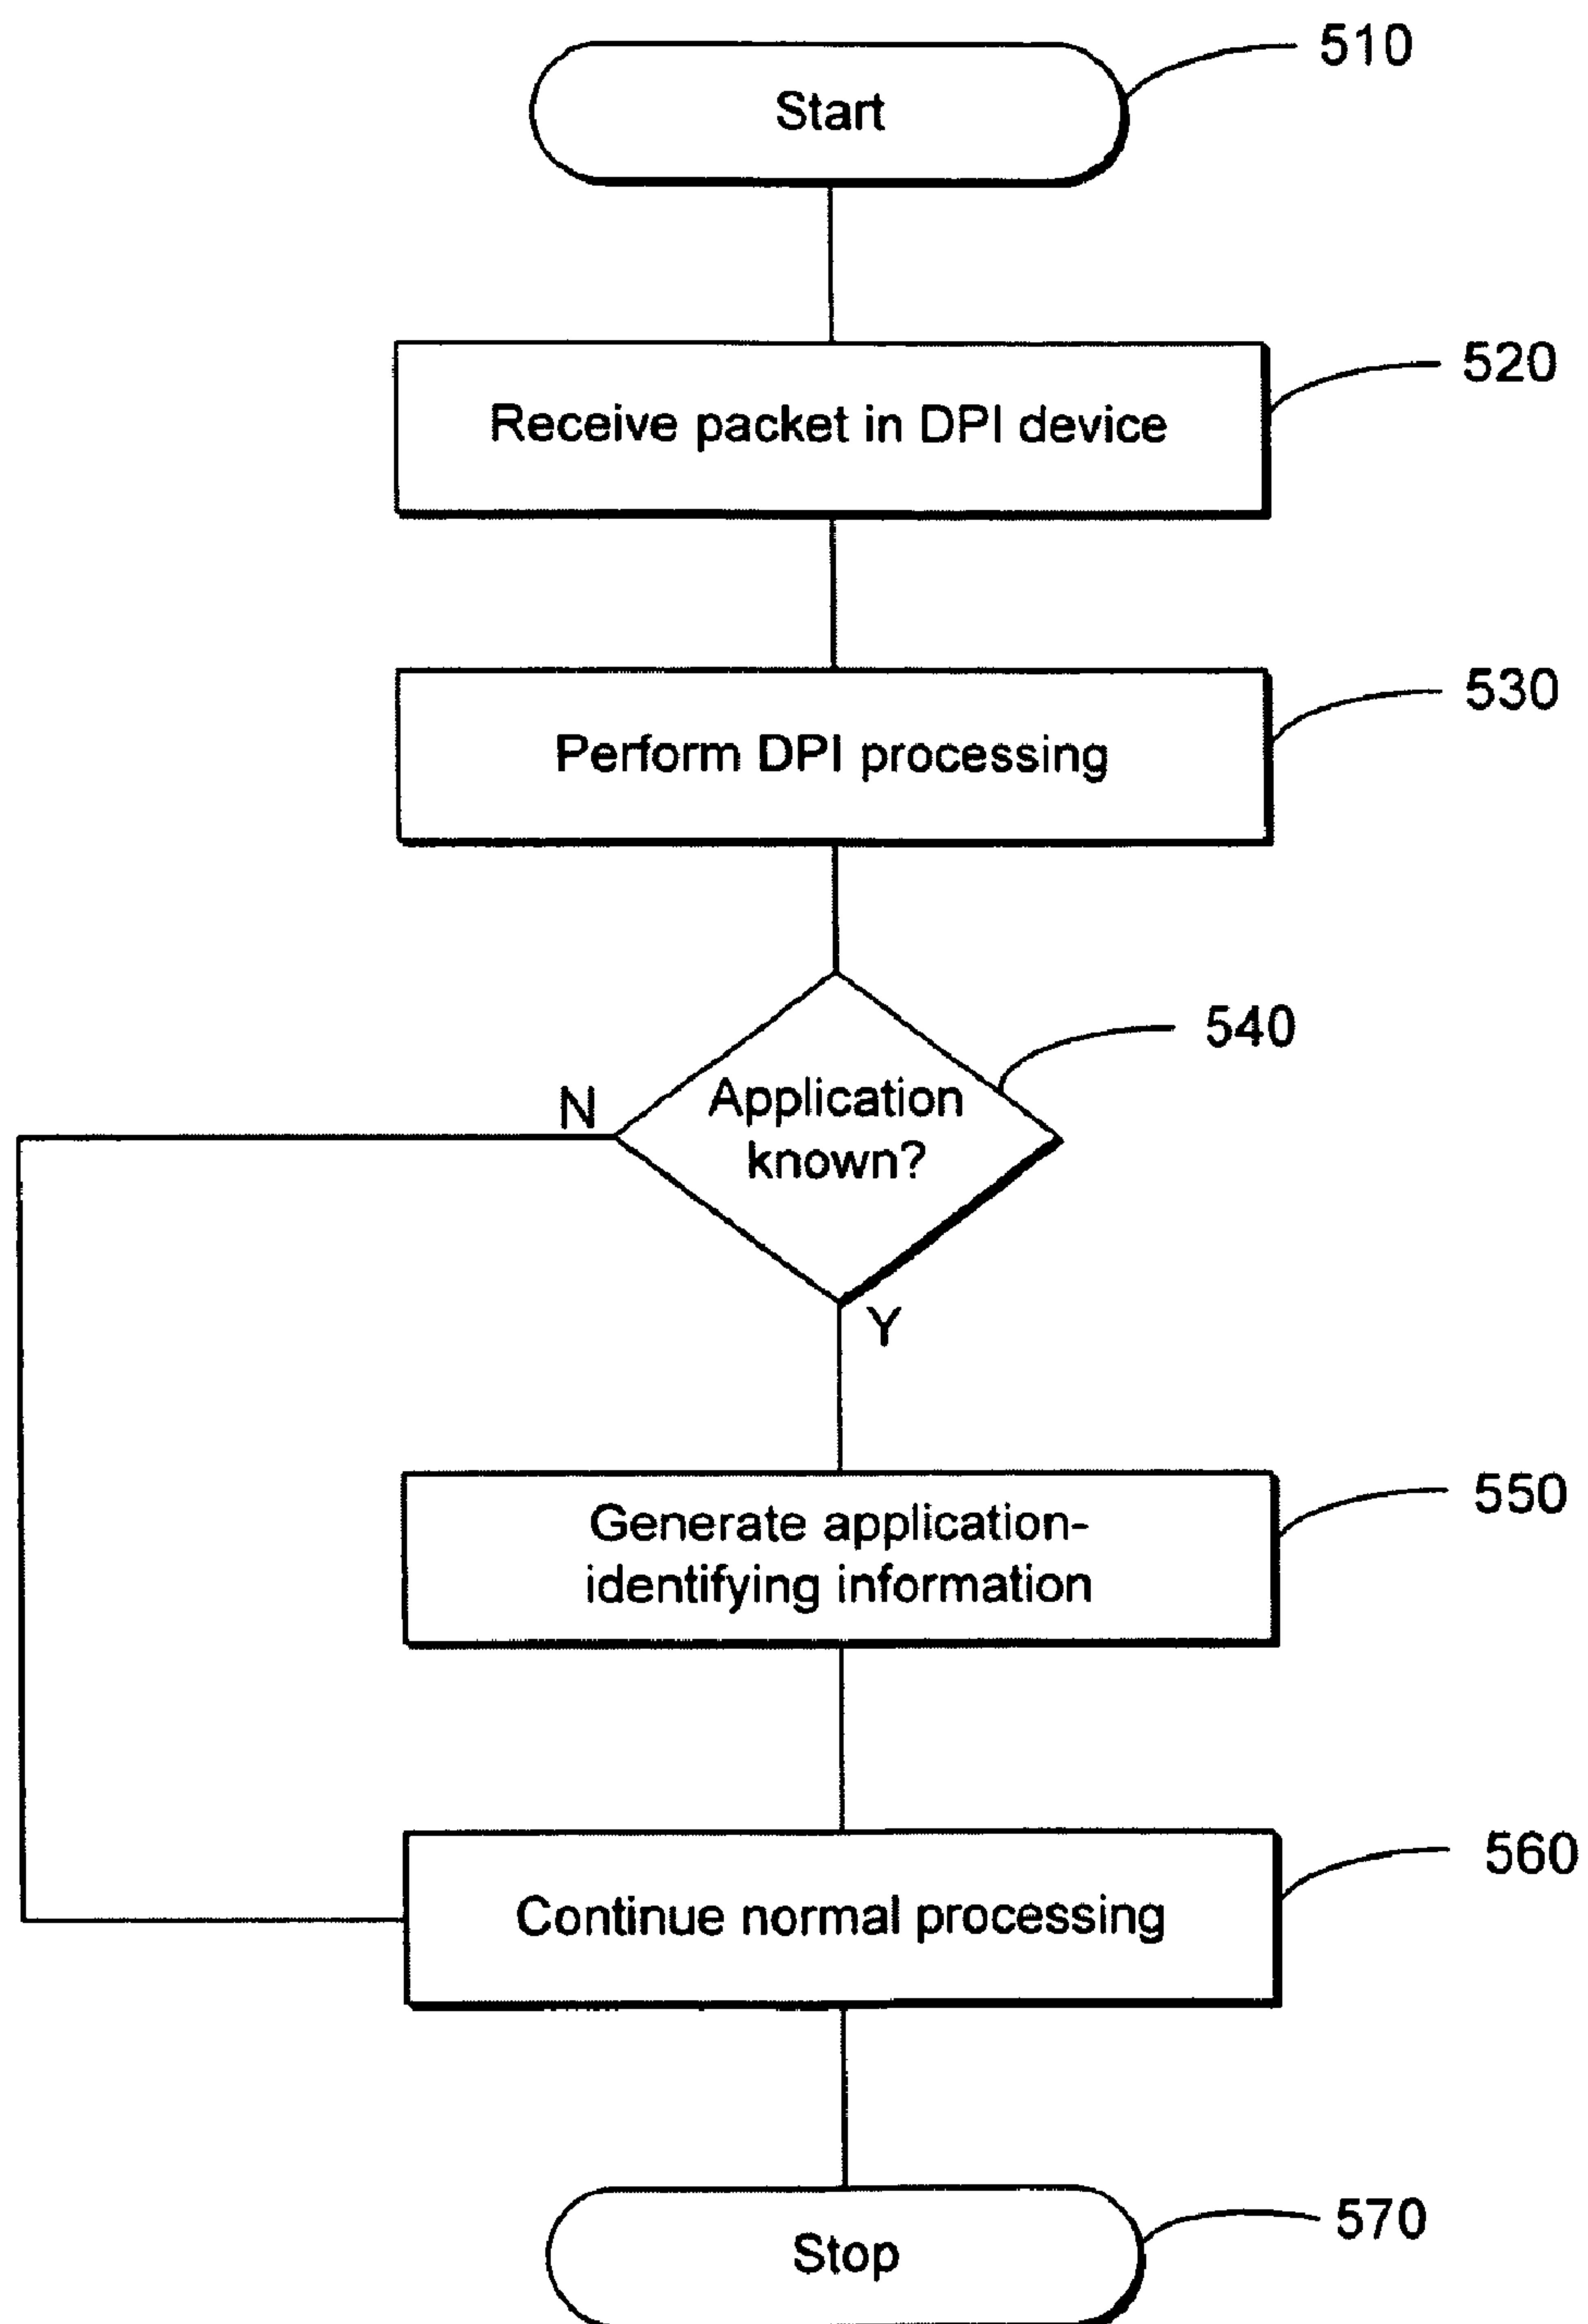 Start
510
Receive packet in DPI device
520
Perform DPI processing
530
Application
known?
540
N
Y
Generate application-
identifying information
550
Continue normal processing
560
Stop
570